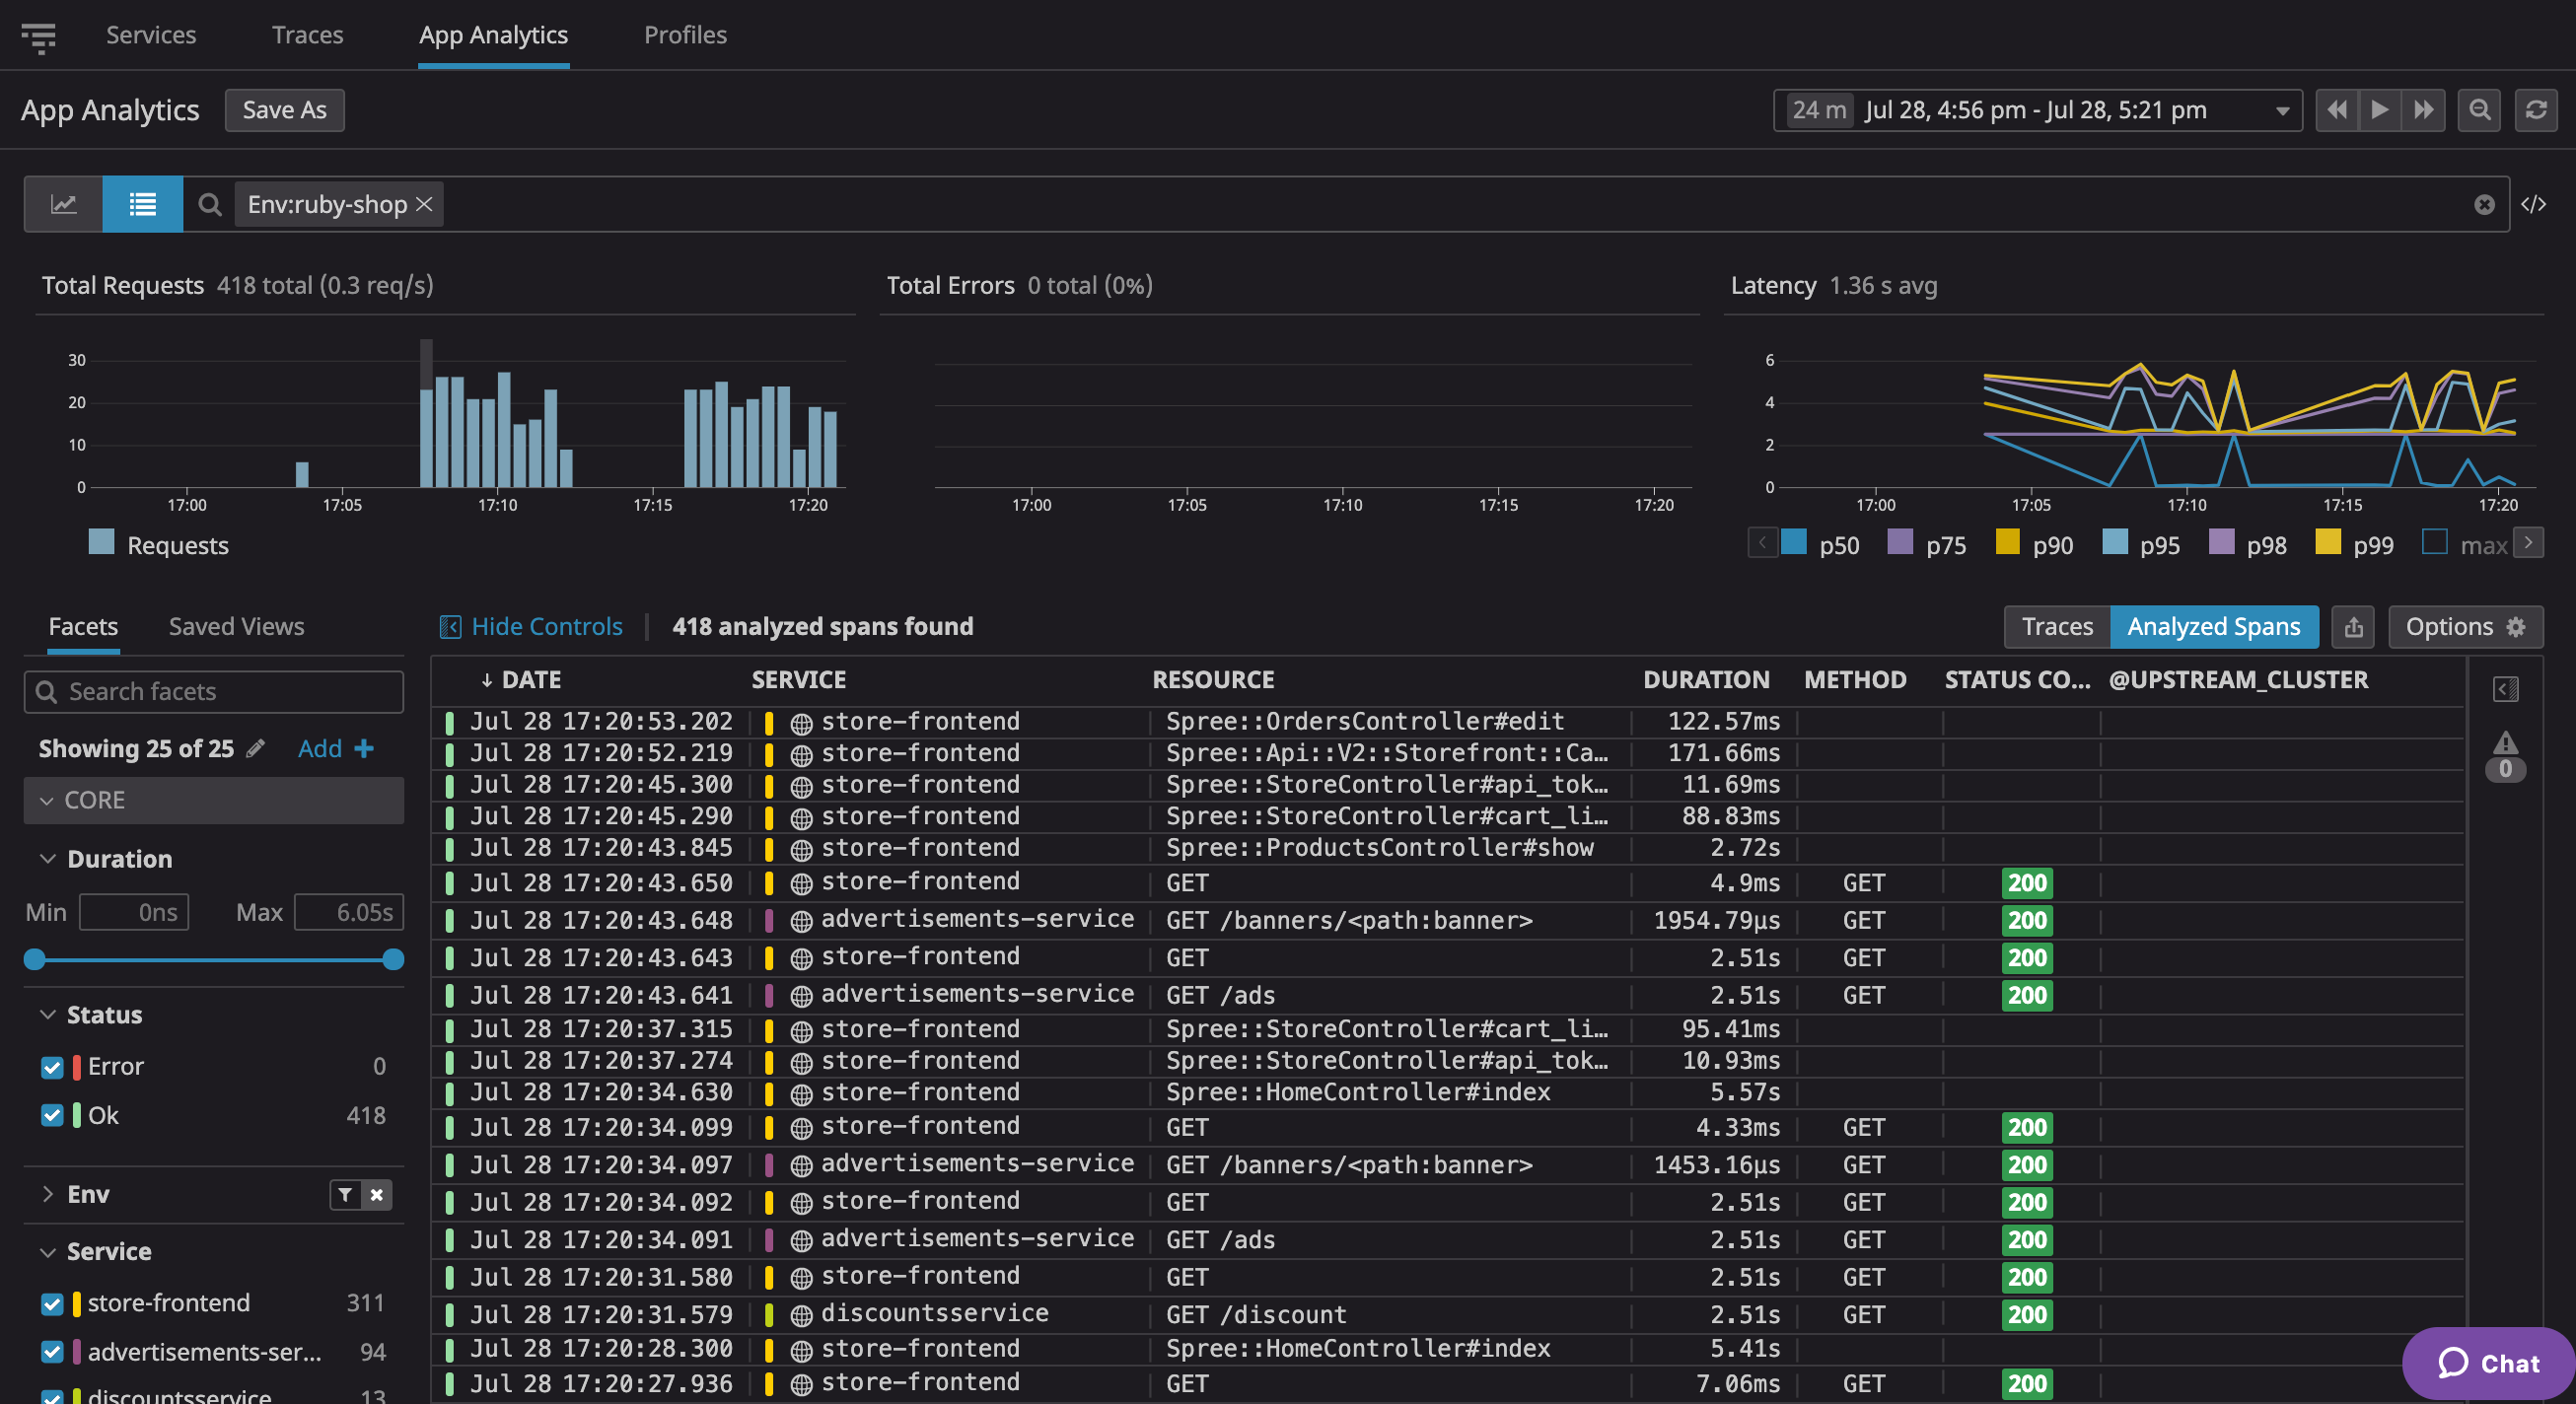 Services Traces App Analytics Profiles
App Analytics Save As 24 m Jul 28, 4:56 pm - Jul 28, 5:21 pm
Env:ruby-shop </>
Total Requests 418 total (0.3 req/s)
30
20
10
0
17:00 17:05 17:10 17:15 17:20
Requests
Total Errors 0 total (0%)
17:00 17:05 17:10 17:15 17:20
Latency 1.36 s avg
6
4
2
0
17:00 17:05 17:10 17:15 17:20
p50 p75 p90 p95 p98 p99 max
Facets Saved Views
Search facets
Showing 25 of 25 Add +
CORE
Duration
Min 0ns Max 6.05s
Status
Error 0
Ok 418
Env
Service
store-frontend 311
advertisements-ser... 94
discountsservice 13
Hide Controls 418 analyzed spans found Traces Analyzed Spans Options
↓ DATE SERVICE RESOURCE DURATION METHOD STATUS CO... @UPSTREAM_CLUSTER
Jul 28 17:20:53.202 store-frontend Spree::OrdersController#edit 122.57ms
Jul 28 17:20:52.219 store-frontend Spree::Api::V2::Storefront::Ca... 171.66ms
Jul 28 17:20:45.300 store-frontend Spree::StoreController#api_tok... 11.69ms
Jul 28 17:20:45.290 store-frontend Spree::StoreController#cart_li... 88.83ms
Jul 28 17:20:43.845 store-frontend Spree::ProductsController#show 2.72s
Jul 28 17:20:43.650 store-frontend GET 4.9ms GET 200
Jul 28 17:20:43.648 advertisements-service GET /banners/<path:banner> 1954.79μs GET 200
Jul 28 17:20:43.643 store-frontend GET 2.51s GET 200
Jul 28 17:20:43.641 advertisements-service GET /ads 2.51s GET 200
Jul 28 17:20:37.315 store-frontend Spree::StoreController#cart_li... 95.41ms
Jul 28 17:20:37.274 store-frontend Spree::StoreController#api_tok... 10.93ms
Jul 28 17:20:34.630 store-frontend Spree::HomeController#index 5.57s
Jul 28 17:20:34.099 store-frontend GET 4.33ms GET 200
Jul 28 17:20:34.097 advertisements-service GET /banners/<path:banner> 1453.16μs GET 200
Jul 28 17:20:34.092 store-frontend GET 2.51s GET 200
Jul 28 17:20:34.091 advertisements-service GET /ads 2.51s GET 200
Jul 28 17:20:31.580 store-frontend GET 2.51s GET 200
Jul 28 17:20:31.579 discountsservice GET /discount 2.51s GET 200
Jul 28 17:20:28.300 store-frontend Spree::HomeController#index 5.41s
Jul 28 17:20:27.936 store-frontend GET 7.06ms GET 200
0
Chat